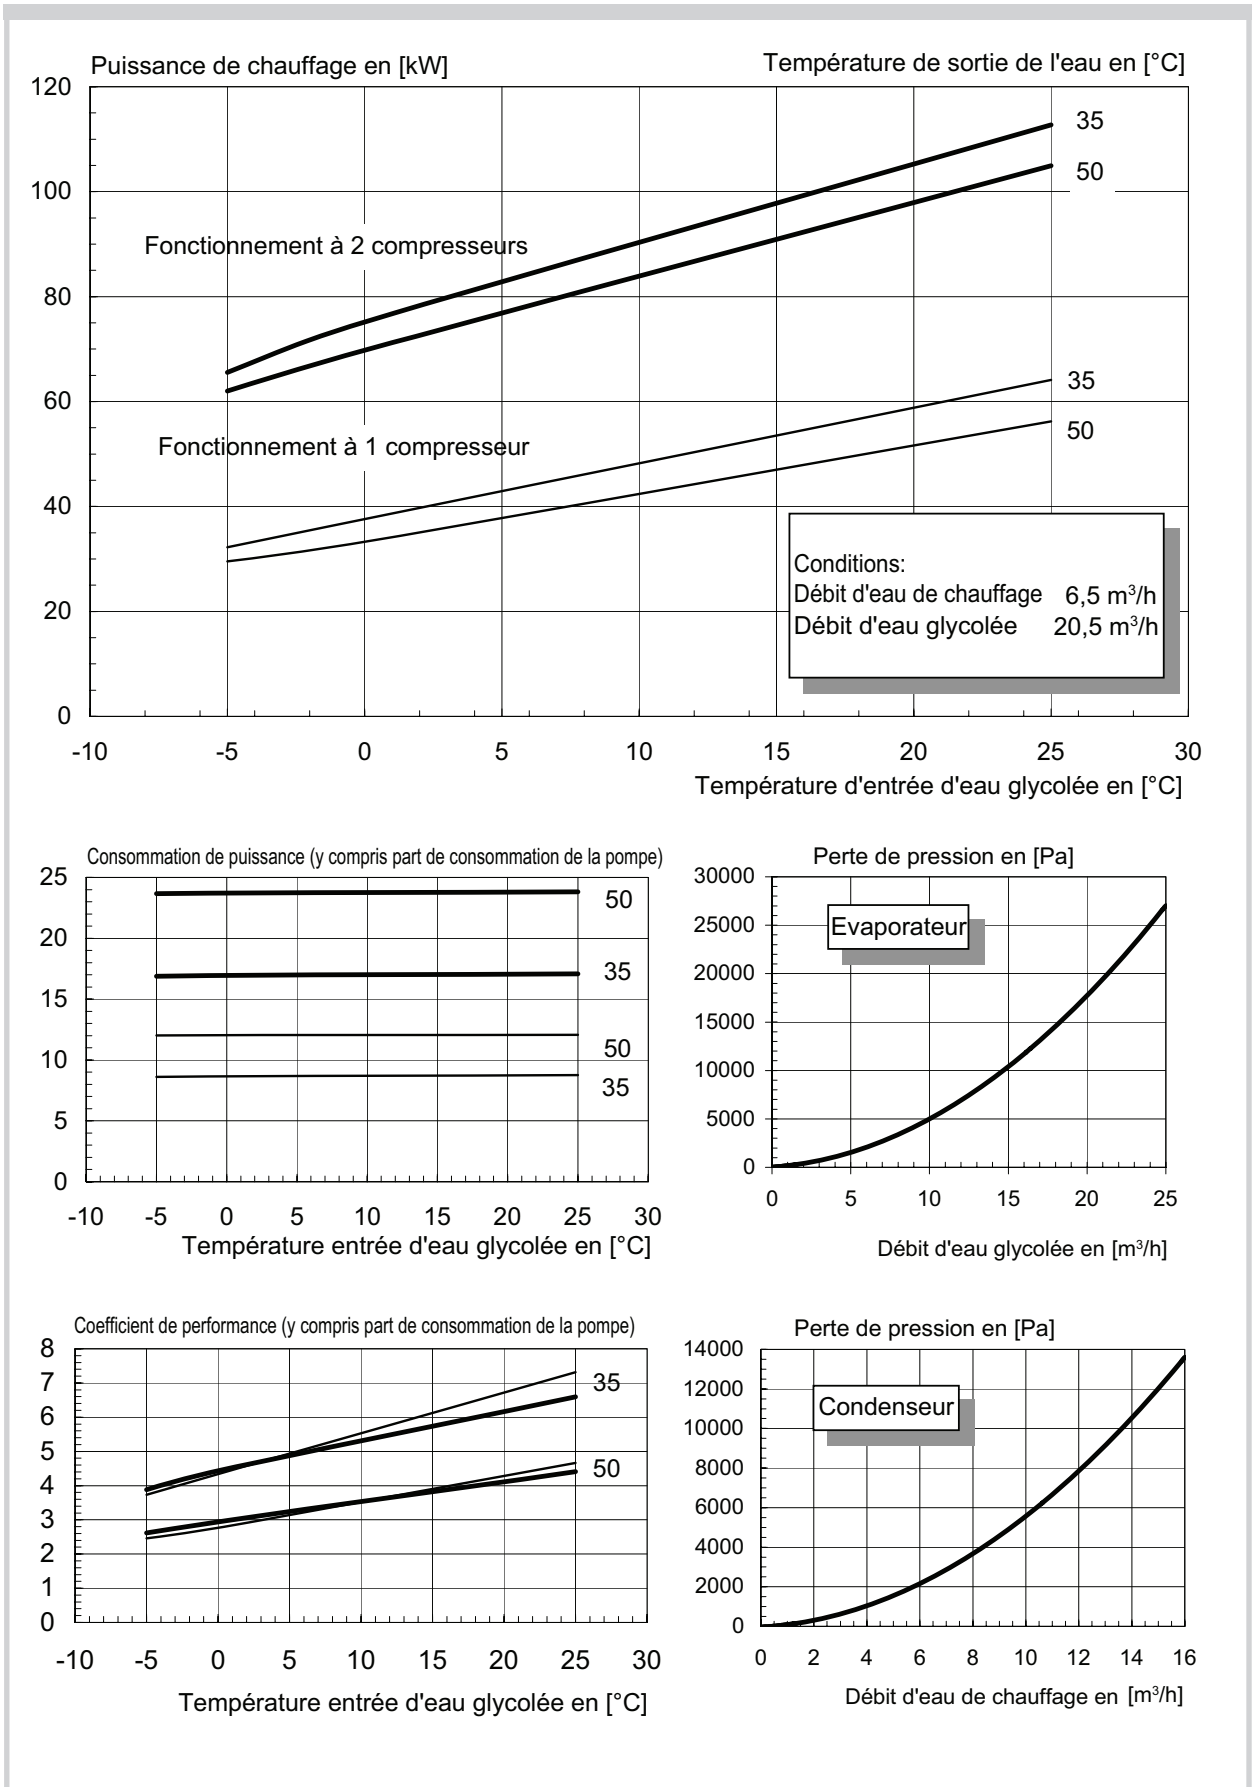 Puissance de chauffage en [kW]
Température de sortie de l'eau en [°C]
120
100
80
60
40
20
0
35
50
Fonctionnement à 2 compresseurs
35
50
Fonctionnement à 1 compresseur
Conditions:
Débit d'eau de chauffage 6,5 m³/h
Débit d'eau glycolée 20,5 m³/h
-10 -5 0 5 10 15 20 25 30
Température d'entrée d'eau glycolée en [°C]
Consommation de puissance (y compris part de consommation de la pompe)
25
20
15
10
5
0
50
35
50
35
-10 -5 0 5 10 15 20 25 30
Température entrée d'eau glycolée en [°C]
Perte de pression en [Pa]
30000
25000
20000
15000
10000
5000
0
Evaporateur
0 5 10 15 20 25
Débit d'eau glycolée en [m³/h]
Coefficient de performance (y compris part de consommation de la pompe)
8
7
6
5
4
3
2
1
0
35
50
-10 -5 0 5 10 15 20 25 30
Température entrée d'eau glycolée en [°C]
Perte de pression en [Pa]
14000
12000
10000
8000
6000
4000
2000
0
Condenseur
0 2 4 6 8 10 12 14 16
Débit d'eau de chauffage en [m³/h]